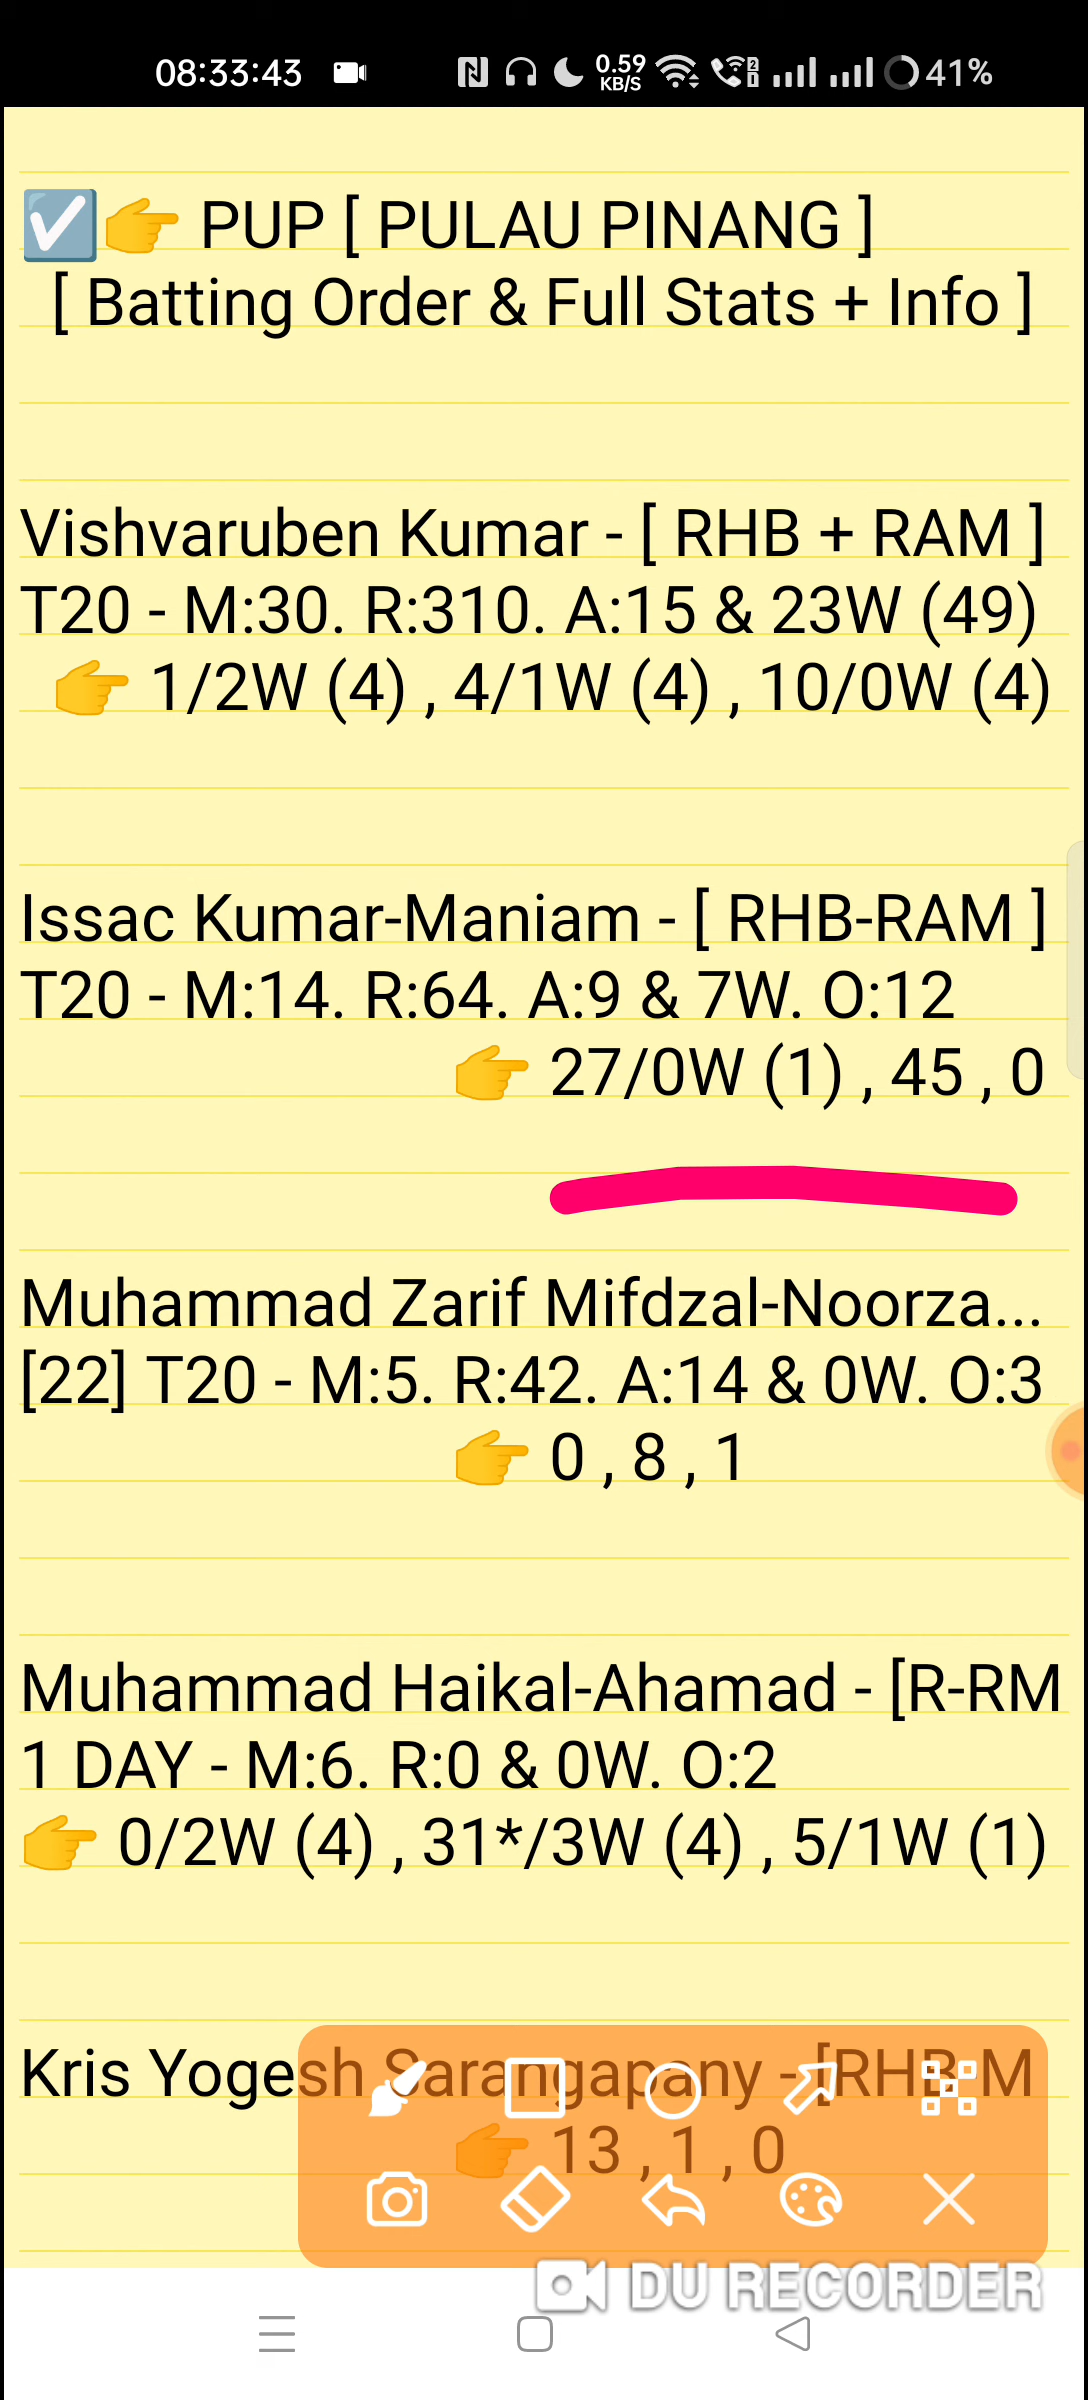 08:33:43 0.59 KB/S 2 41%
☑👉 PUP [ PULAU PINANG ]
[ Batting Order & Full Stats + Info ]
Vishvaruben Kumar - [ RHB + RAM ]
T20 - M:30. R:310. A:15 & 23W (49)
👉 1/2W (4) , 4/1W (4) , 10/0W (4)
Issac Kumar-Maniam - [ RHB-RAM ]
T20 - M:14. R:64. A:9 & 7W. O:12
👉 27/0W (1) , 45 , 0
Muhammad Zarif Mifdzal-Noorza...
[22] T20 - M:5. R:42. A:14 & 0W. O:3
👉 0 , 8 , 1
Muhammad Haikal-Ahamad - [R-RM
1 DAY - M:6. R:0 & 0W. O:2
👉 0/2W (4) , 31*/3W (4) , 5/1W (1)
Kris Yogesh Sarangapany - [RHB-M
👉 13 , 1 , 0
DU RECORDER